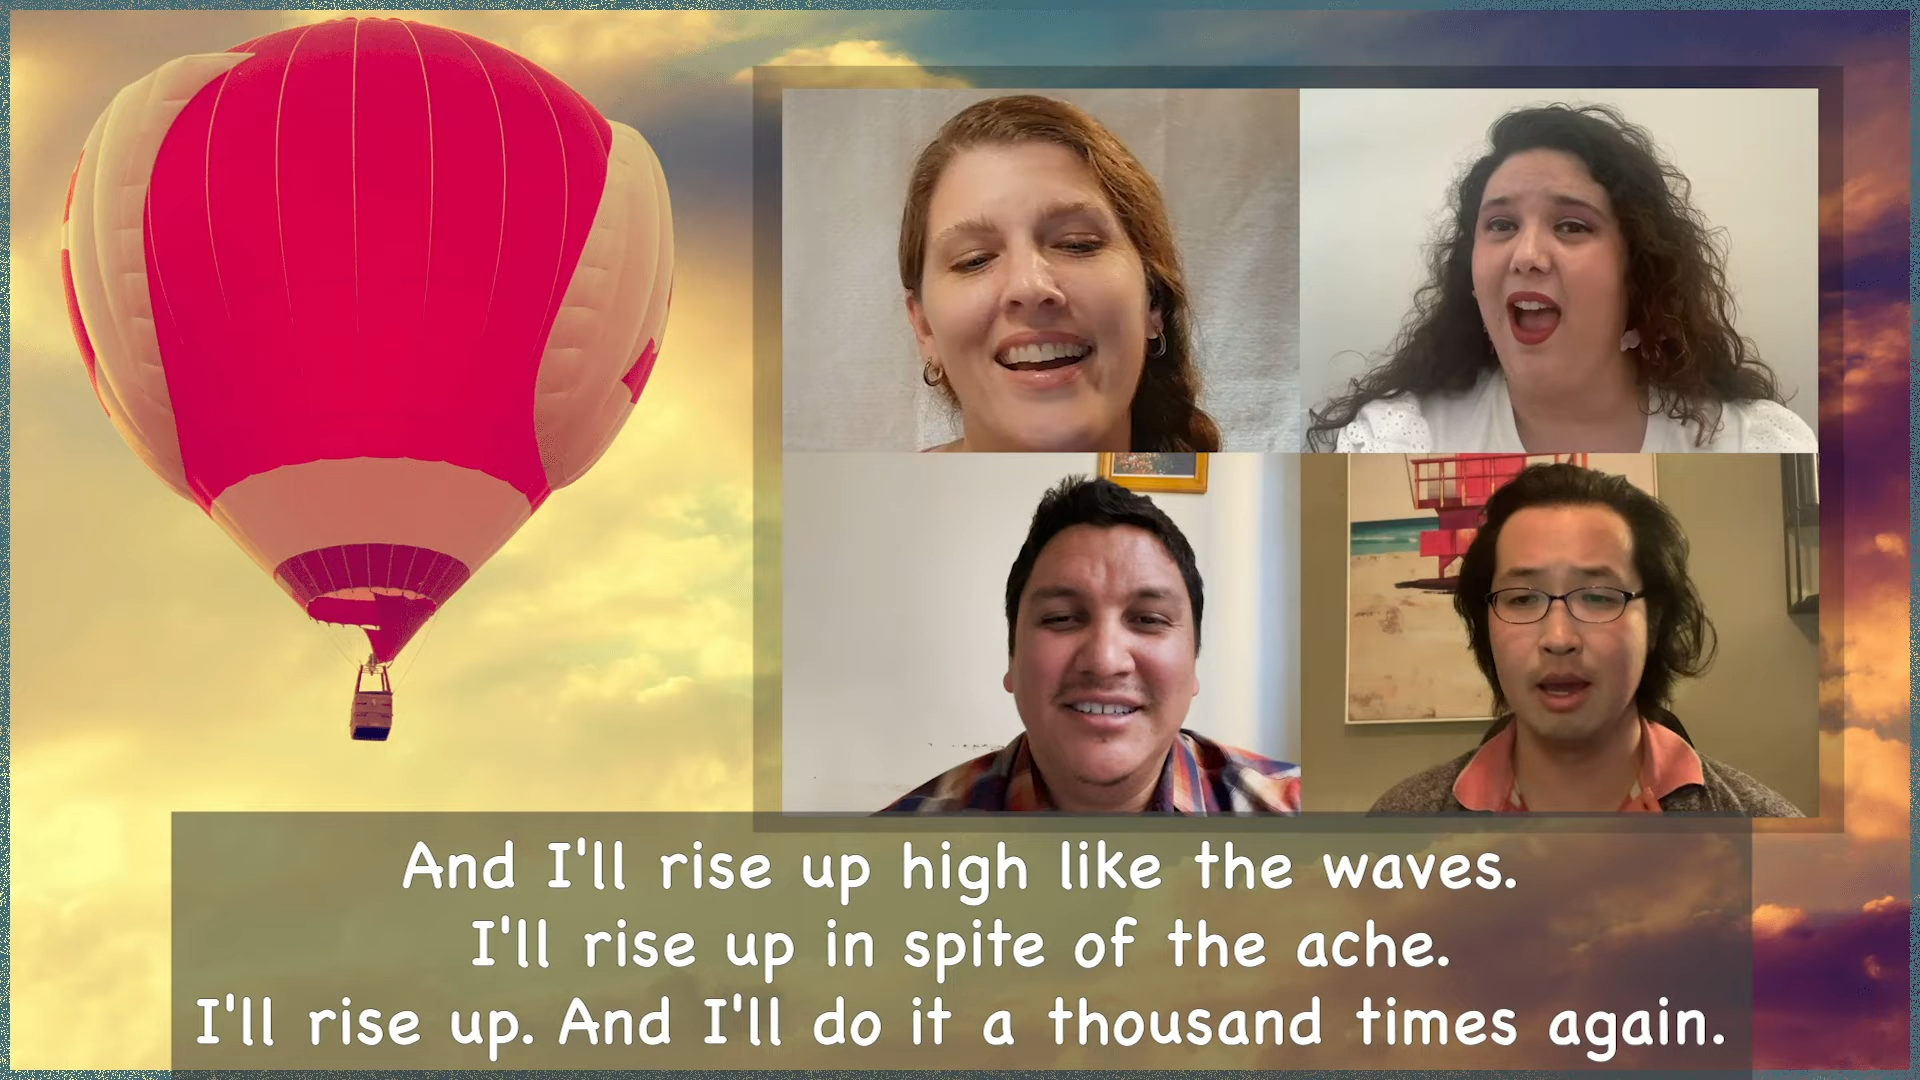 And I'll rise up high like the waves.
I'll rise up in spite of the ache.
I'll rise up. And I'll do it a thousand times again.